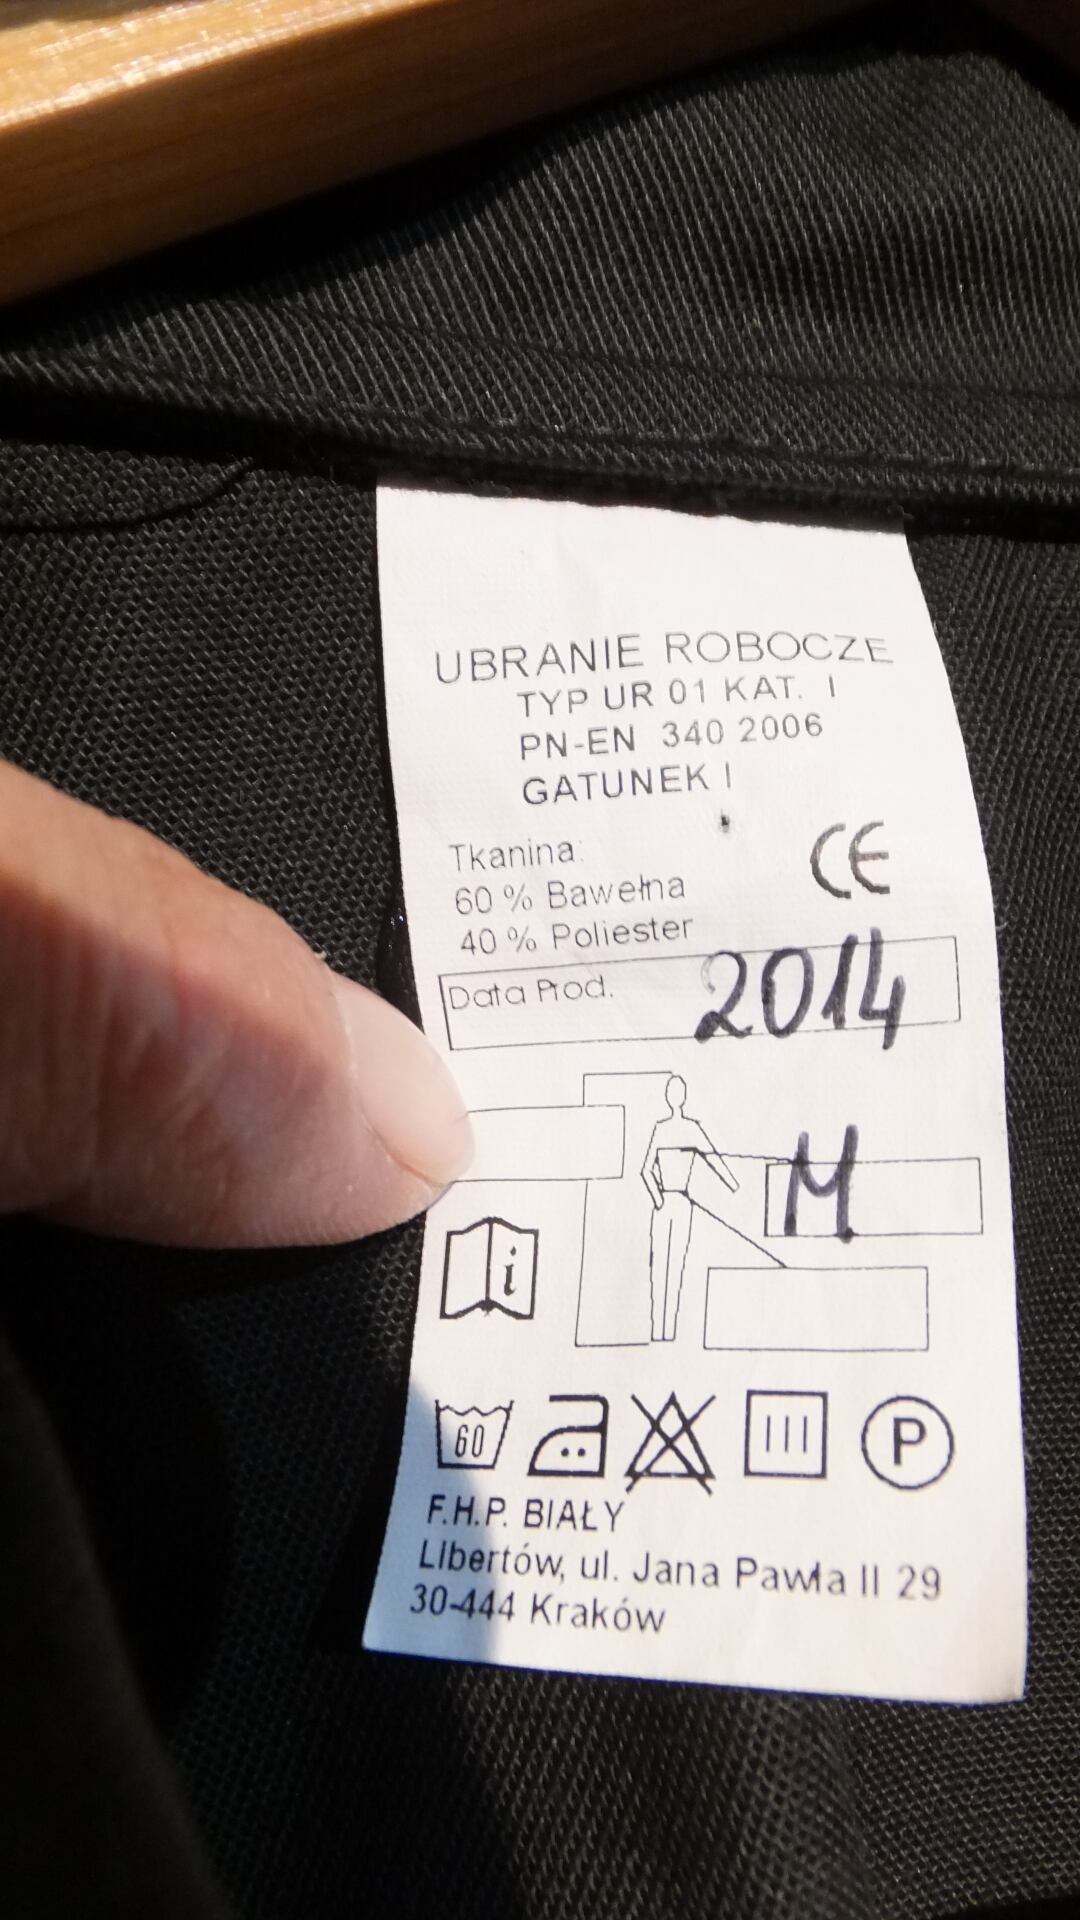 UBRANIE ROBOCZE
TYP UR 01 KAT. I
PN-EN 340 2006
GATUNEK I
Tkanina:
60 % Bawełna
40 % Poliester
CE
Data Prod. 2014
M
i
60
P
F.H.P. BIAŁY
Libertów, ul. Jana Pawła II 29
30-444 Kraków